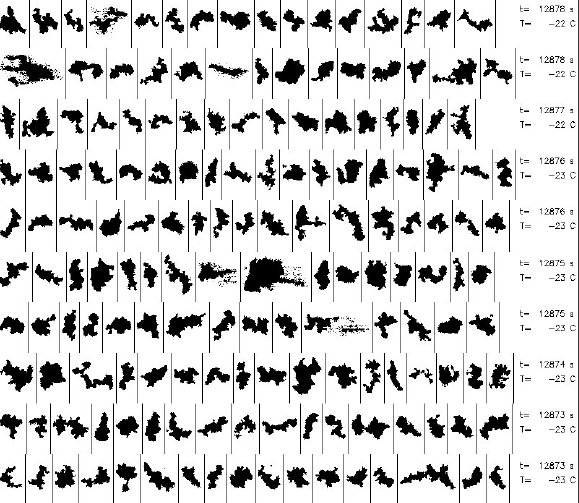 t= 12878 s
T= -22 C
t= 12878 s
T= -22 C
t= 12877 s
T= -22 C
t= 12876 s
T= -23 C
t= 12876 s
T= -23 C
t= 12875 s
T= -23 C
t= 12875 s
T= -23 C
t= 12874 s
T= -23 C
t= 12873 s
T= -23 C
t= 12873 s
T= -23 C